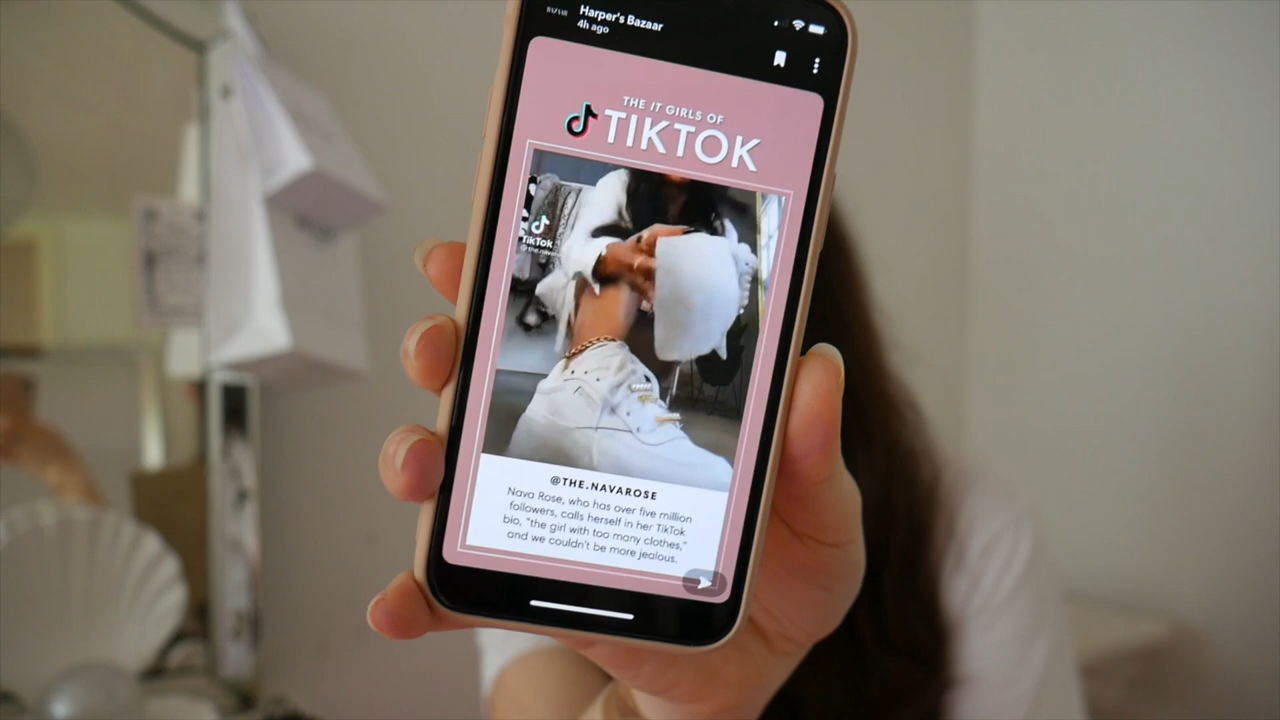 BAZAAR
Harper's Bazaar
4h ago
THE IT GIRLS OF
TIKTOK
TikTok
@THE.NAVAROSE
Nava Rose, who has over five million
followers, calls herself in her TikTok
bio, "the girl with too many clothes,"
and we couldn't be more jealous.